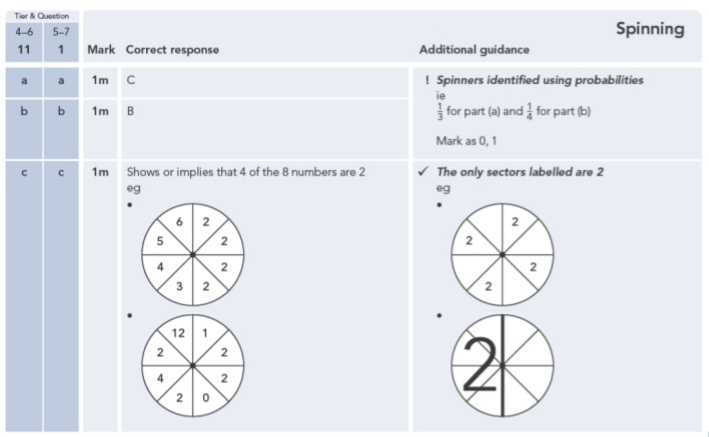 Tier & Question
4–6 5–7
11 1
Spinning
Mark Correct response Additional guidance
a a 1m C
! Spinners identified using probabilities
ie
1/3 for part (a) and 1/4 for part (b)
Mark as 0, 1
b b 1m B
c c 1m Shows or implies that 4 of the 8 numbers are 2
eg
•
6 2
5 2
4 2
3 2
•
12 1
2 2
4 2
2 0
✓ The only sectors labelled are 2
eg
•
2
2
2
2
•
2